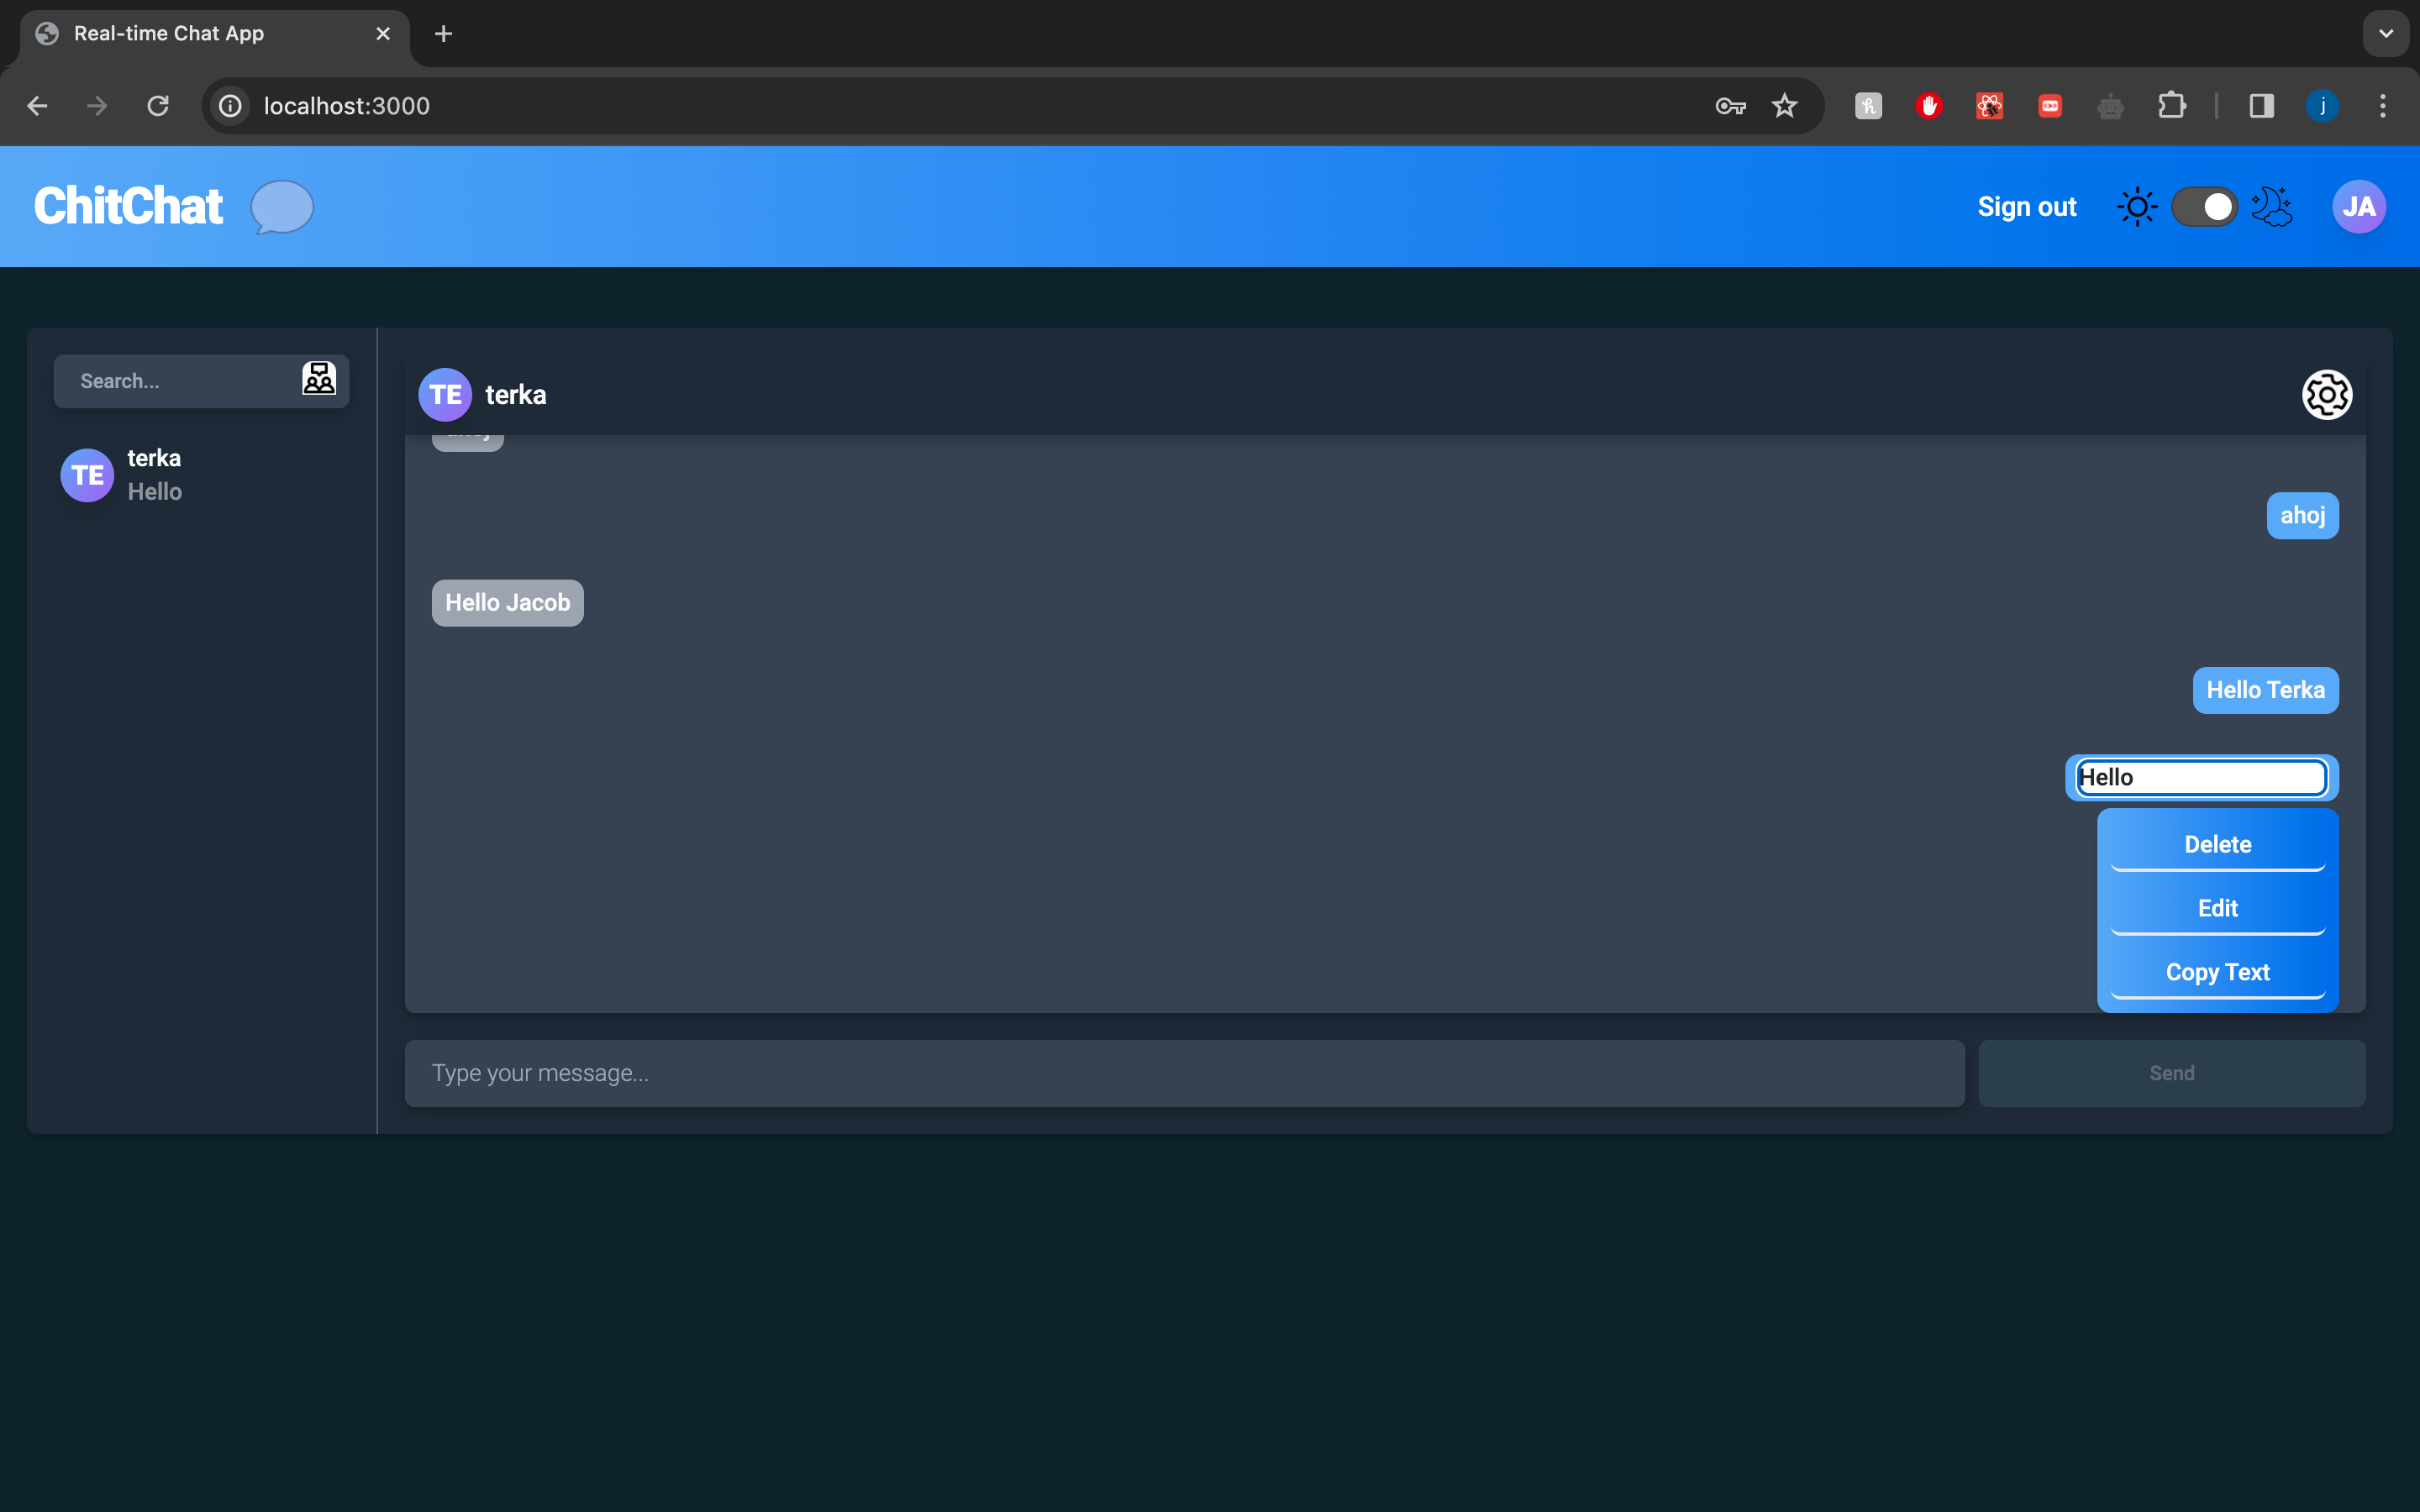 Real-time Chat App
localhost:3000
j
ChitChat
Sign out
JA
Search...
TE
terka
Hello
TE
terka
ahoj
Hello Jacob
Hello Terka
Hello
Delete
Edit
Copy Text
Type your message...
Send